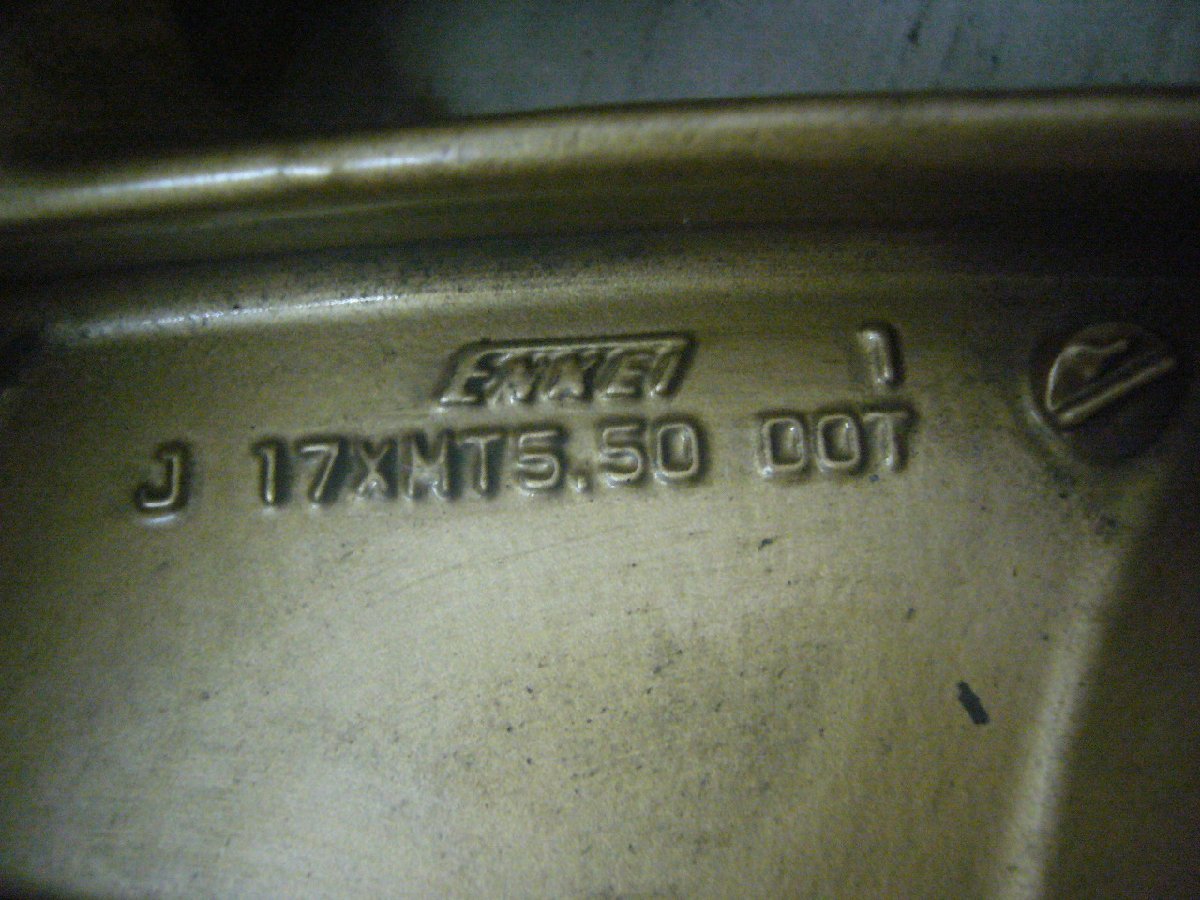 ENKEI 1
J 17XMT5.50 DOT